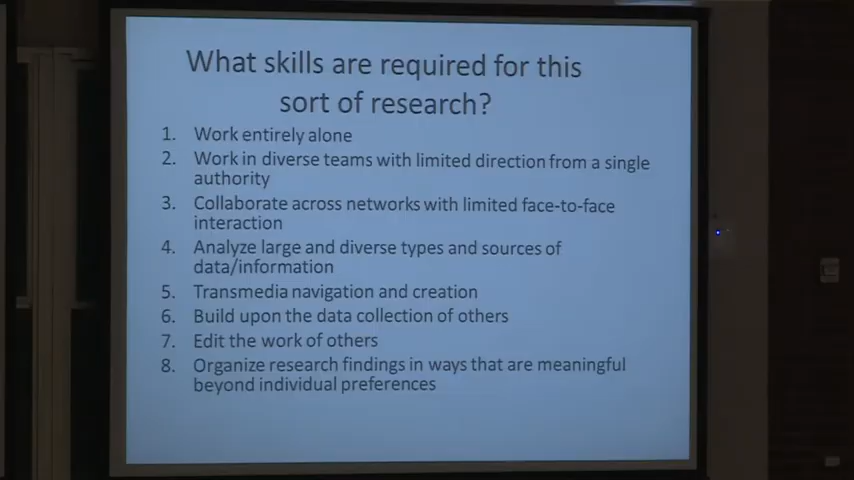 What skills are required for this
sort of research?
1. Work entirely alone
2. Work in diverse teams with limited direction from a single
authority
3. Collaborate across networks with limited face-to-face
interaction
4. Analyze large and diverse types and sources of
data/information
5. Transmedia navigation and creation
6. Build upon the data collection of others
7. Edit the work of others
8. Organize research findings in ways that are meaningful
beyond individual preferences